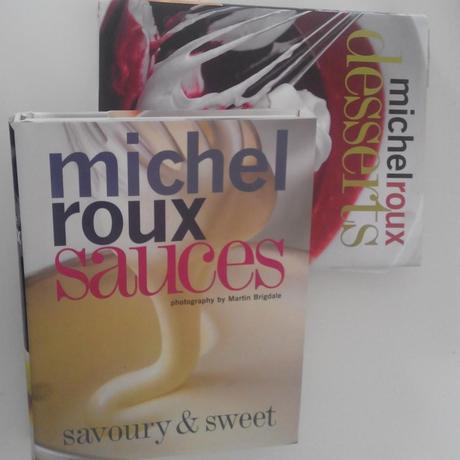 michel
roux
sauces
photography by Martin Brigdale
savoury & sweet
michelroux
desserts